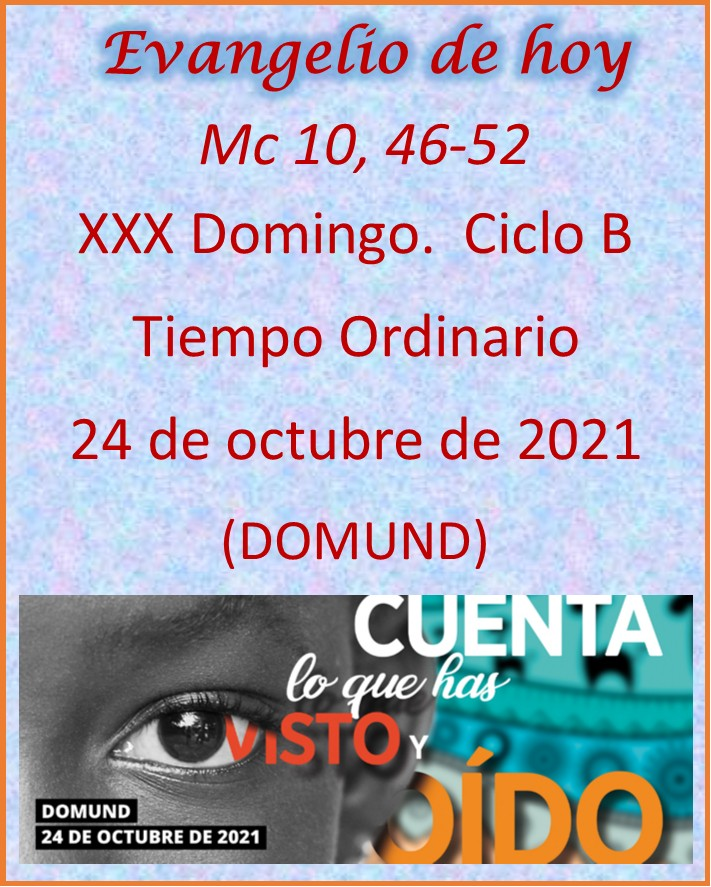 Evangelio de hoy
Mc 10, 46-52
XXX Domingo.  Ciclo B
Tiempo Ordinario
24 de octubre de 2021
(DOMUND)
CUENTA
lo que has
VISTO Y
OÍDO
DOMUND
24 DE OCTUBRE DE 2021